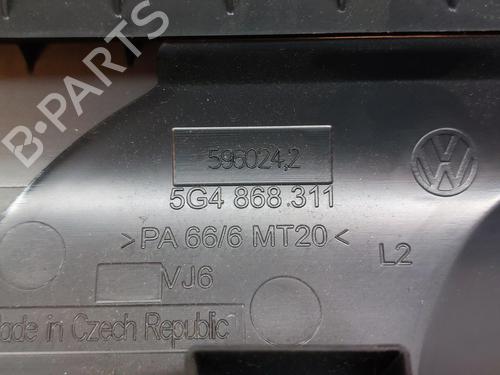 B-PARTS
596024,2
5G4 868.311
>PA 66/6 MT20<
L2
VJ6
Made in Czech Republic